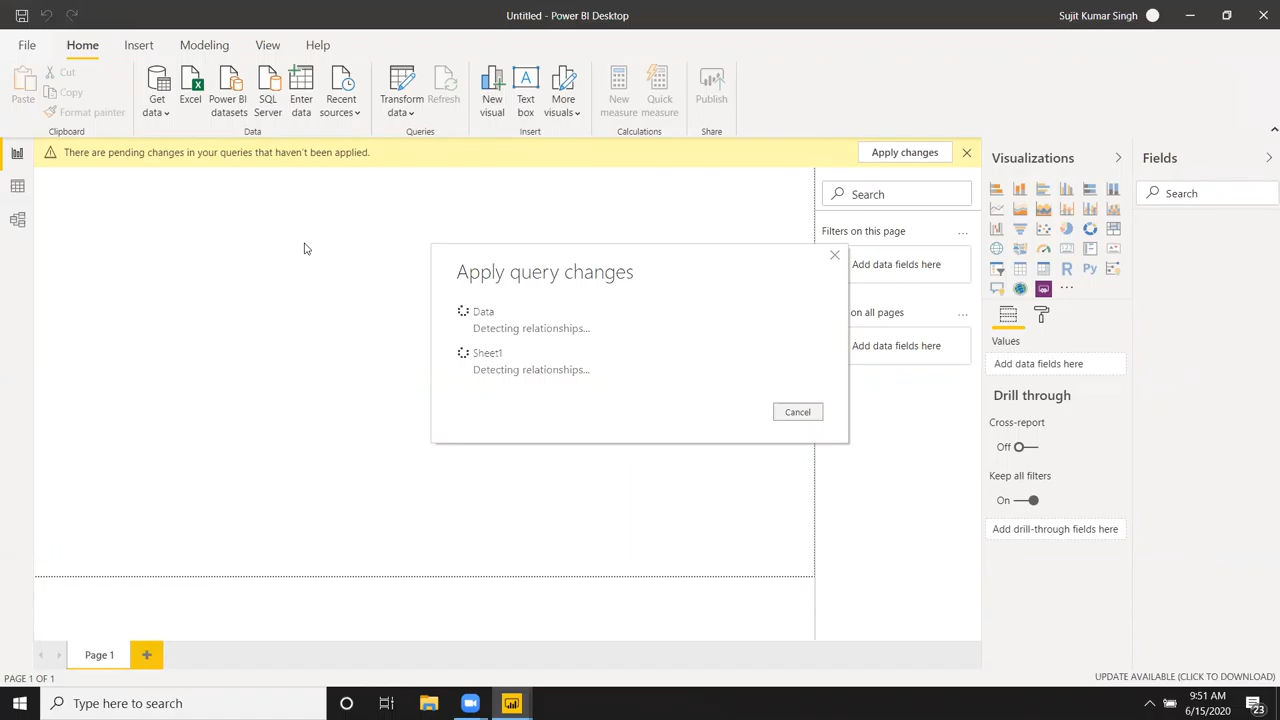 Untitled - Power BI Desktop
Sujit Kumar Singh
File Home Insert Modeling View Help
Paste
Cut
Copy
Format painter
Clipboard
Get data
Excel
Power BI datasets
SQL Server
Enter data
Recent sources
Data
Transform data
Refresh
Queries
New visual
A
Text box
More visuals
Insert
New measure
Quick measure
Calculations
Publish
Share
There are pending changes in your queries that haven't been applied.
Apply changes
Search
Filters on this page
...
Add data fields here
on all pages
...
Add data fields here
Apply query changes
Data
Detecting relationships...
Sheet1
Detecting relationships...
Cancel
Visualizations
R
Py
...
Values
Add data fields here
Drill through
Cross-report
Off
Keep all filters
On
Add drill-through fields here
Fields
Search
Page 1
PAGE 1 OF 1
UPDATE AVAILABLE (CLICK TO DOWNLOAD)
Type here to search
9:51 AM
6/15/2020
23